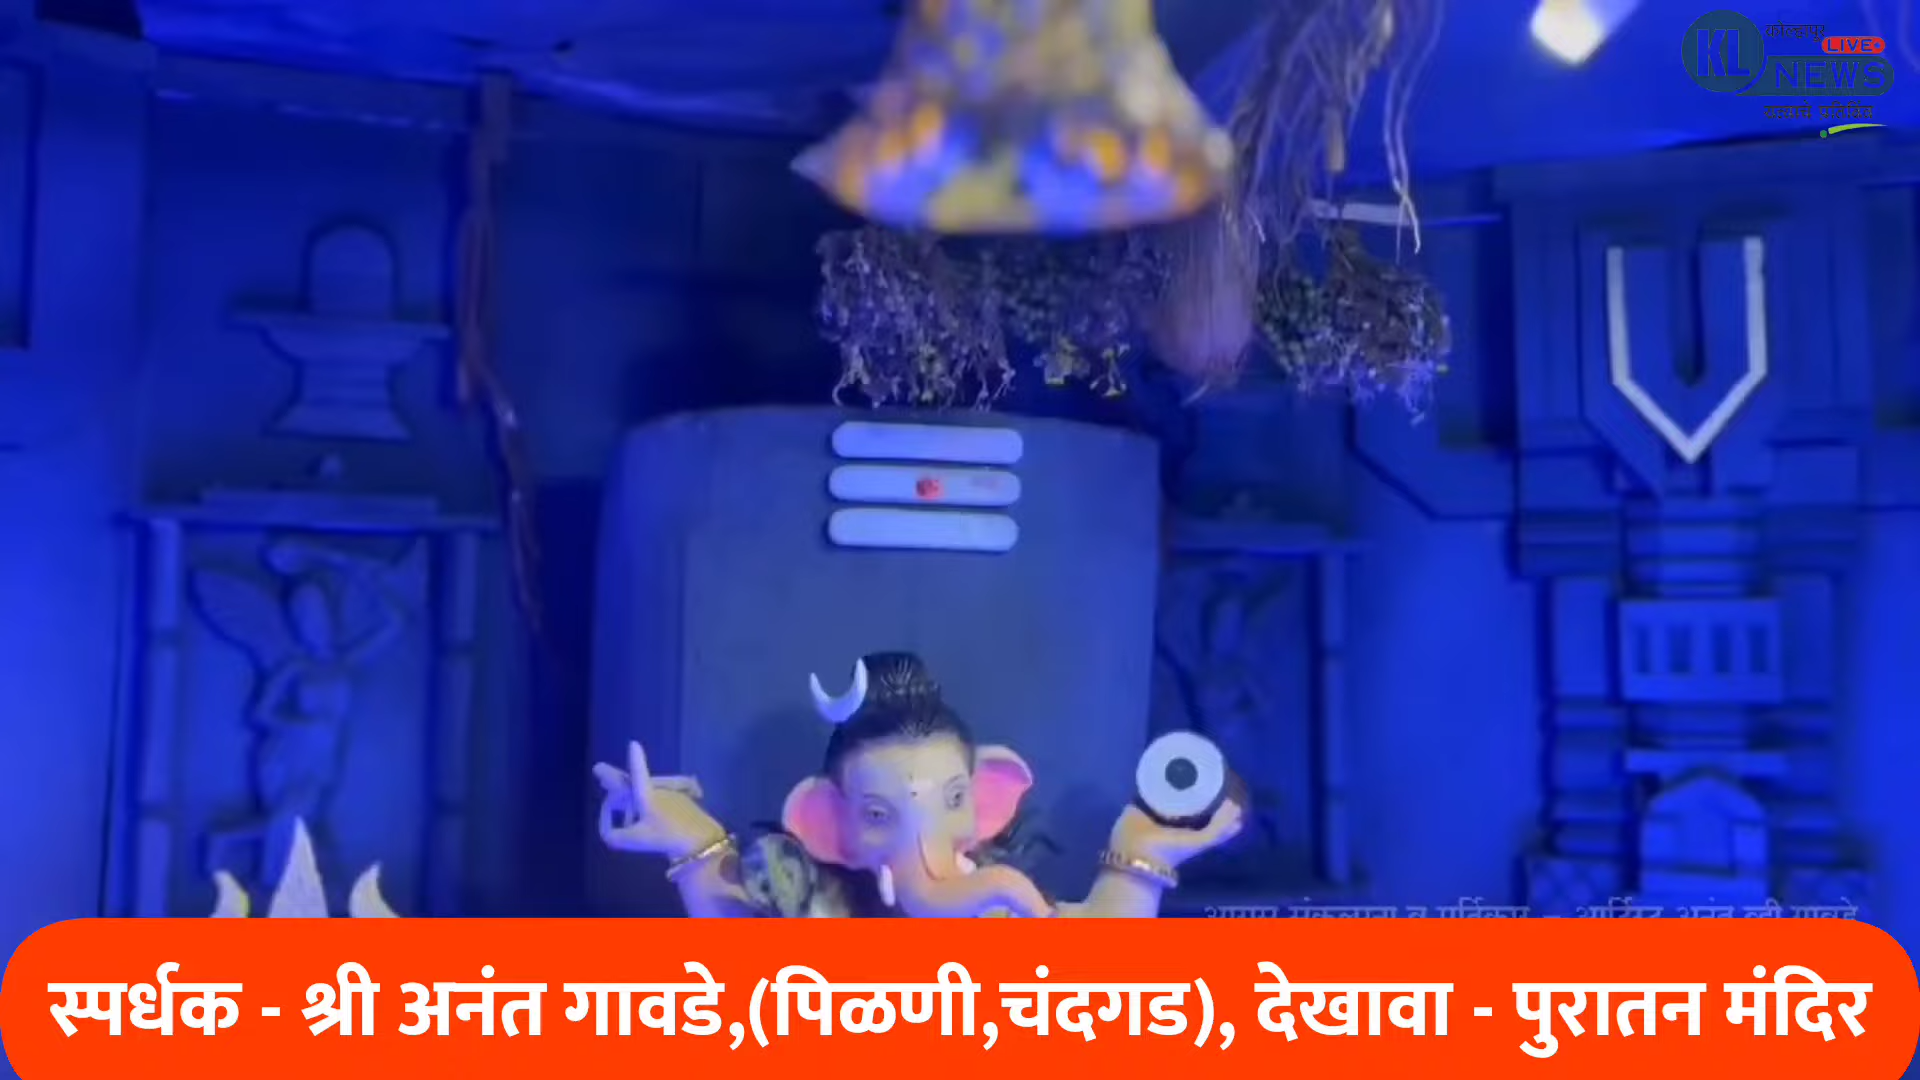 कोल्हापूर
KL LIVE
NEWS
स्पर्धक - श्री अनंत गावडे,(पिळणी,चंदगड), देखावा - पुरातन मंदिर